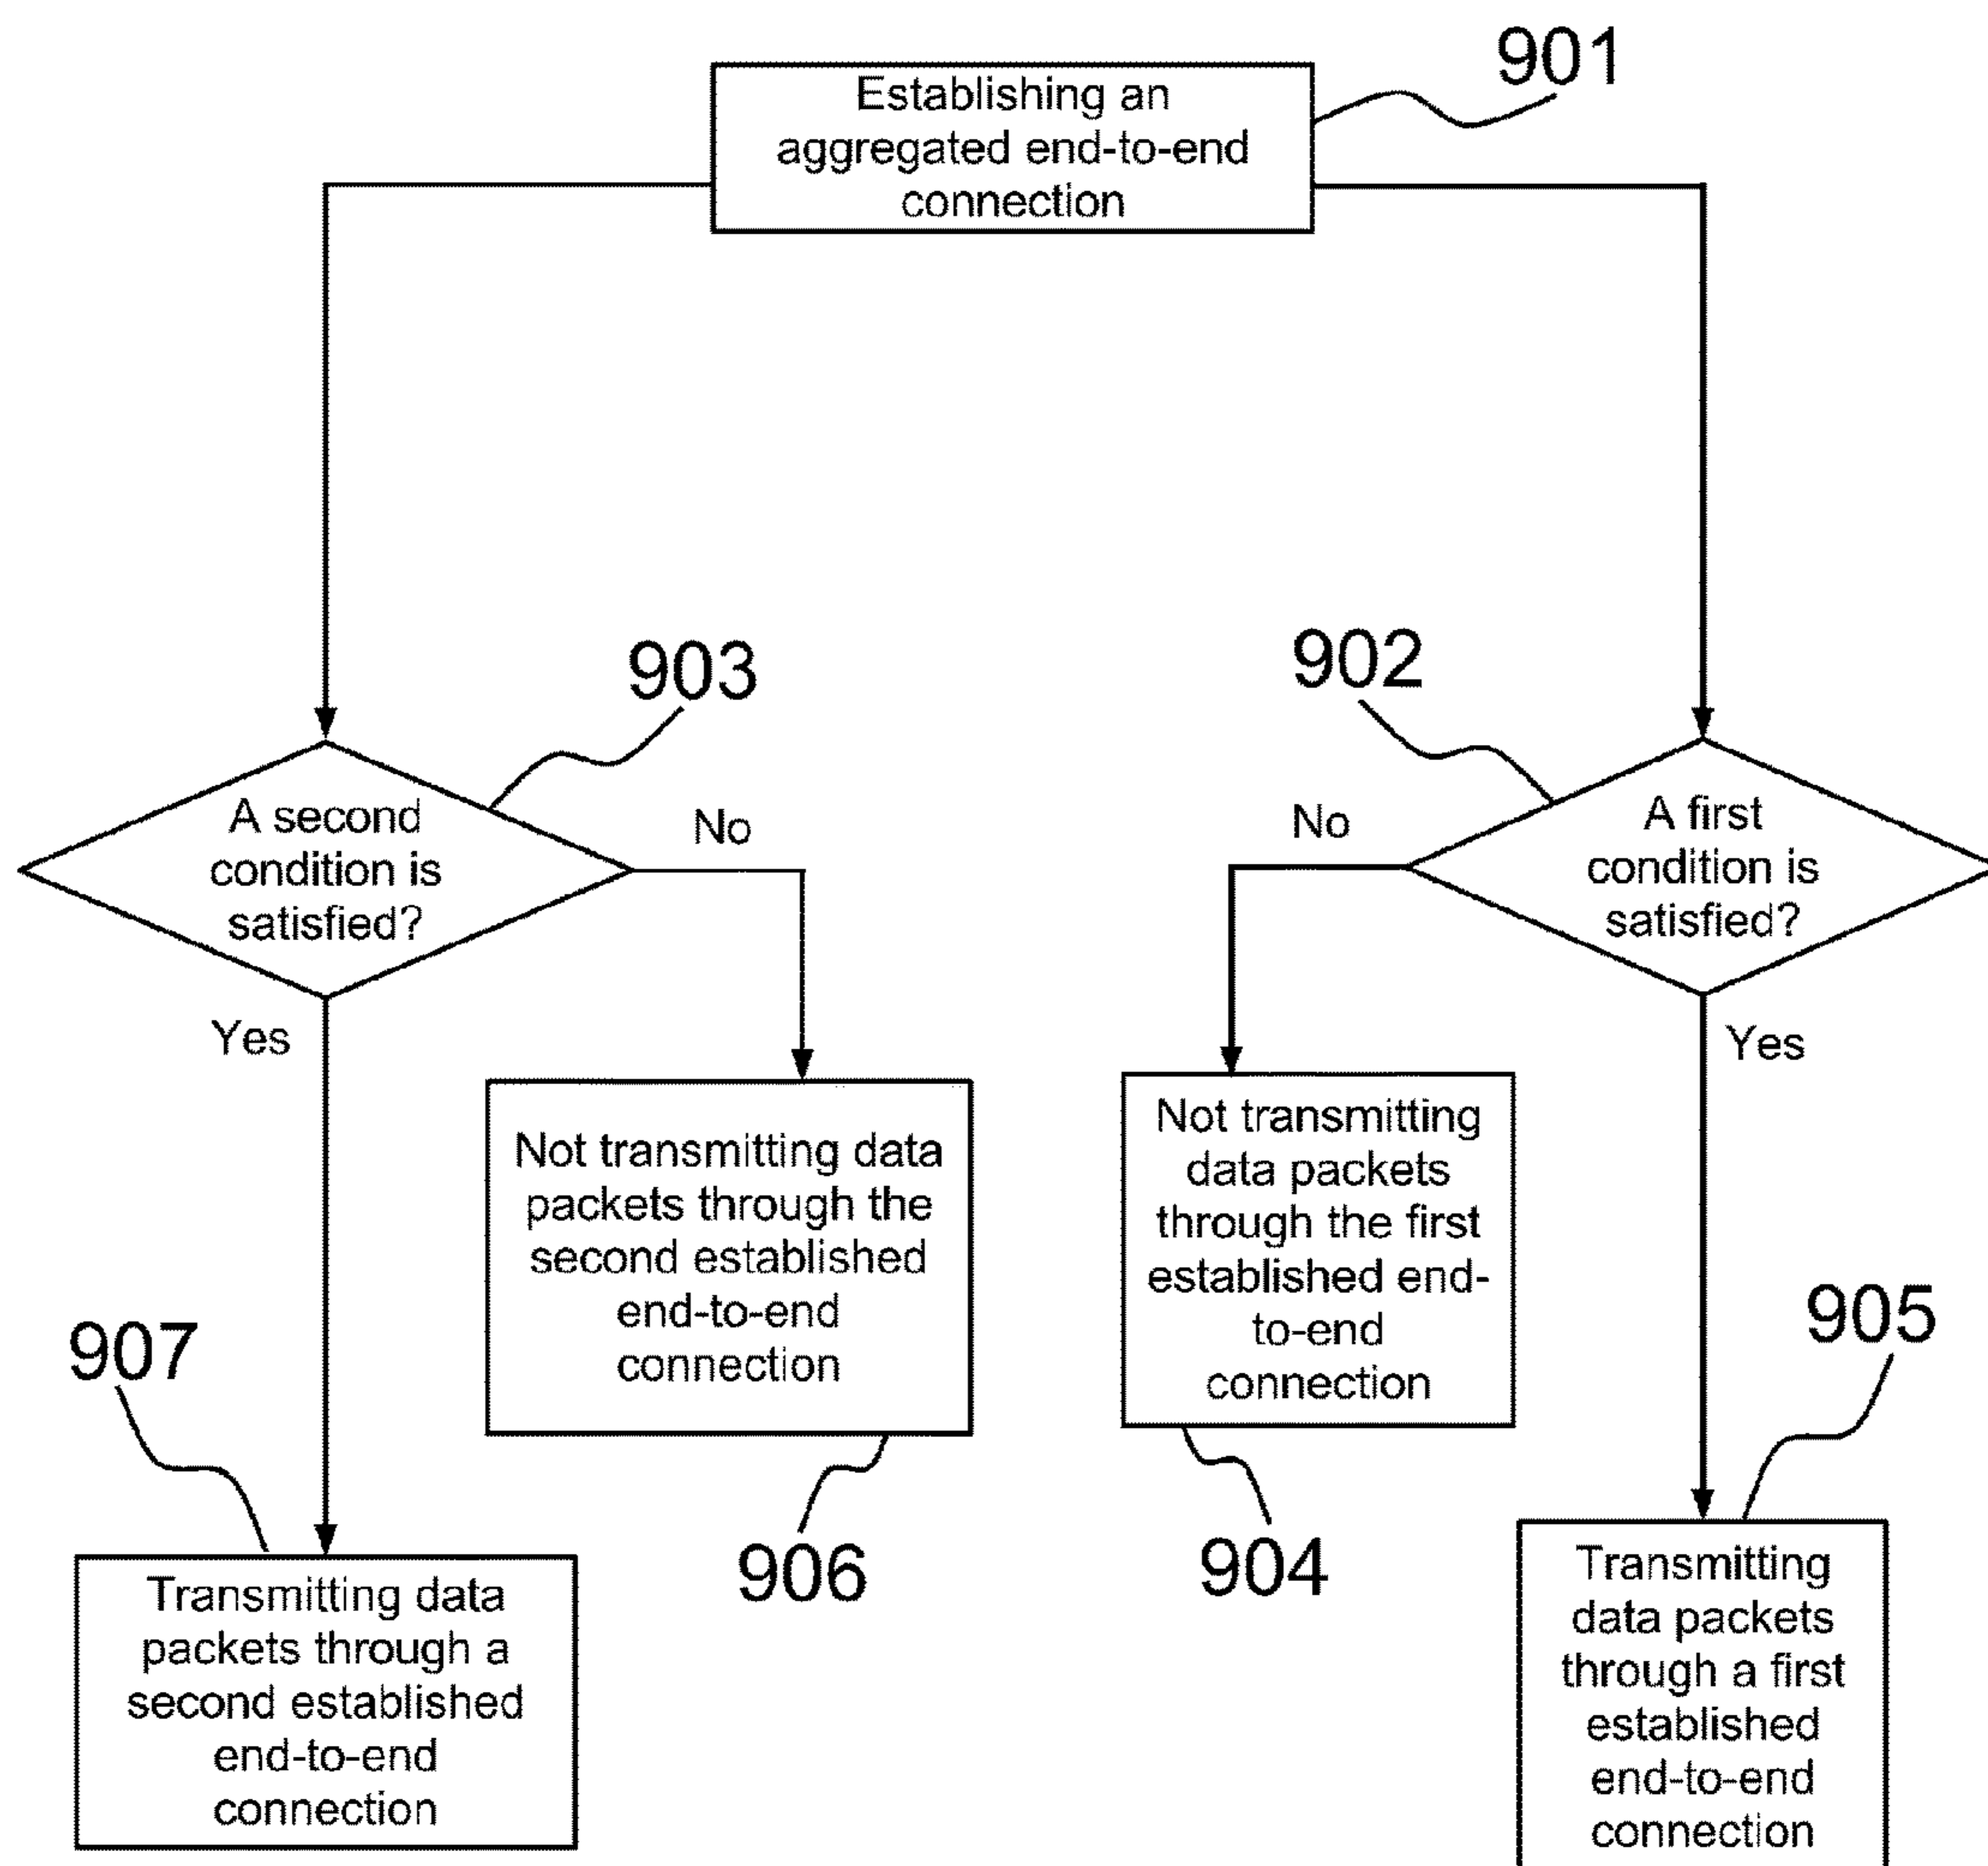 901
Establishing an
aggregated end-to-end
connection
903
902
A second
condition is
satisfied?
No
No
A first
condition is
satisfied?
Yes
Yes
Not transmitting data
packets through the
second established
end-to-end
connection
Not transmitting
data packets
through the first
established end-
to-end
connection
907
905
906
904
Transmitting data
packets through a
second established
end-to-end
connection
Transmitting
data packets
through a first
established
end-to-end
connection